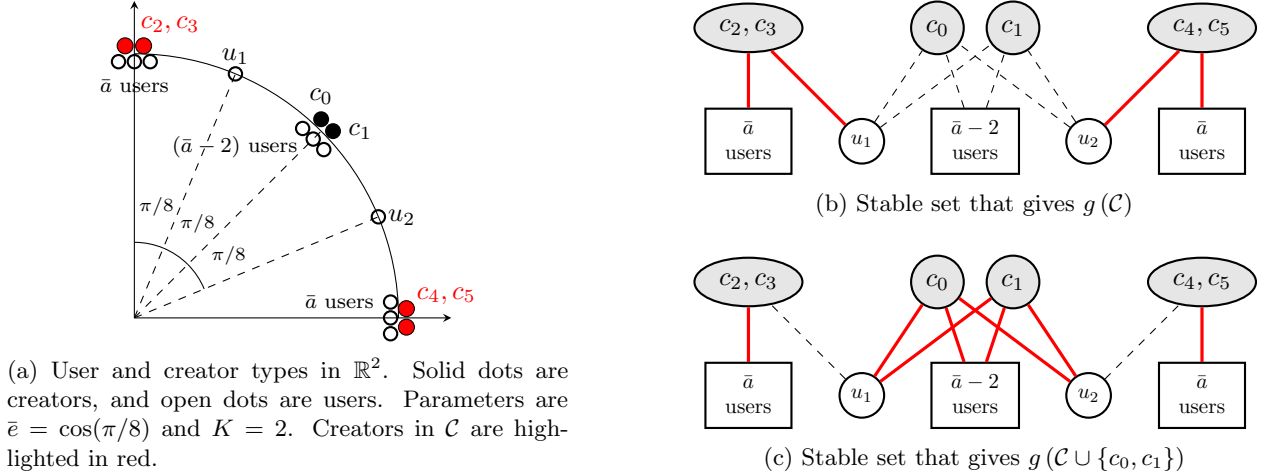 c₂, c₃
u₁
ā users
c₀
c₁
(ā − 2) users
π/8
π/8
π/8
u₂
ā users
c₄, c₅
(a) User and creator types in ℝ². Solid dots are
creators, and open dots are users. Parameters are
ē = cos(π/8) and K = 2. Creators in 𝒞 are high-
lighted in red.
c₂, c₃ c₀ c₁ c₄, c₅
ā ā − 2 ā
users u₁ users u₂ users
(b) Stable set that gives g (𝒞)
c₂, c₃ c₀ c₁ c₄, c₅
ā ā − 2 ā
users u₁ users u₂ users
(c) Stable set that gives g (𝒞 ∪ {c₀, c₁})